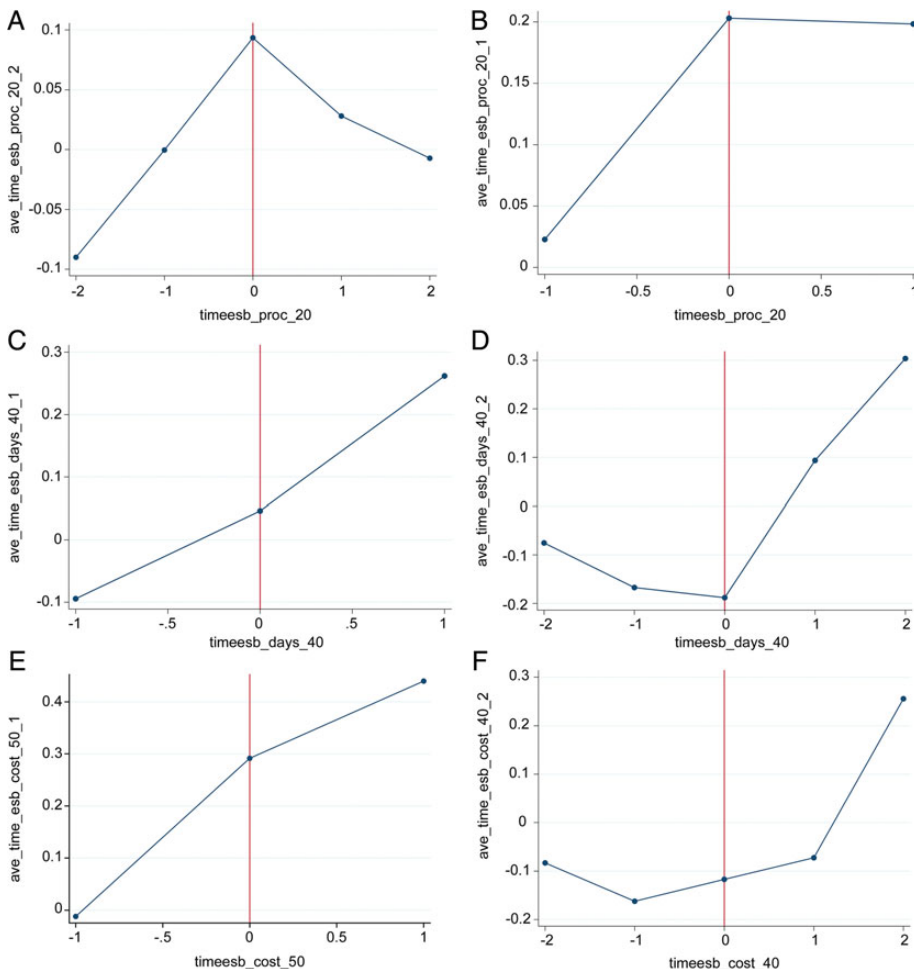 A
ave_time_esb_proc_20_2
0.1
0.05
0
-0.05
-0.1
-2 -1 0 1 2
timeesb_proc_20
B
ave_time_esb_proc_20_1
0.2
0.15
0.1
0.05
0
-1 -0.5 0 0.5 1
timeesb_proc_20
C
ave_time_esb_days_40_1
0.3
0.2
0.1
0
-0.1
-1 -.5 0 .5 1
timeesb_days_40
D
ave_time_esb_days_40_2
0.3
0.2
0.1
0
-0.1
-0.2
-2 -1 0 1 2
timeesb_days_40
E
ave_time_esb_cost_50_1
0.4
0.3
0.2
0.1
0
-1 -.5 0 0.5 1
timeesb_cost_50
F
ave_time_esb_cost_40_2
0.3
0.2
0.1
0
-0.1
-0.2
-2 -1 0 1 2
timeesb_cost_40